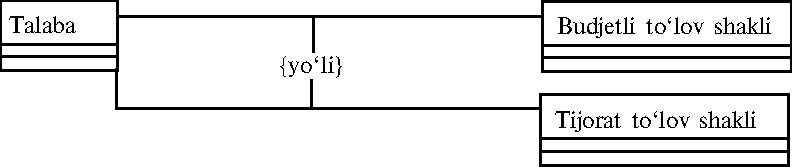 Talaba
Budjetli to‘lov shakli
{yo‘li}
Tijorat to‘lov shakli